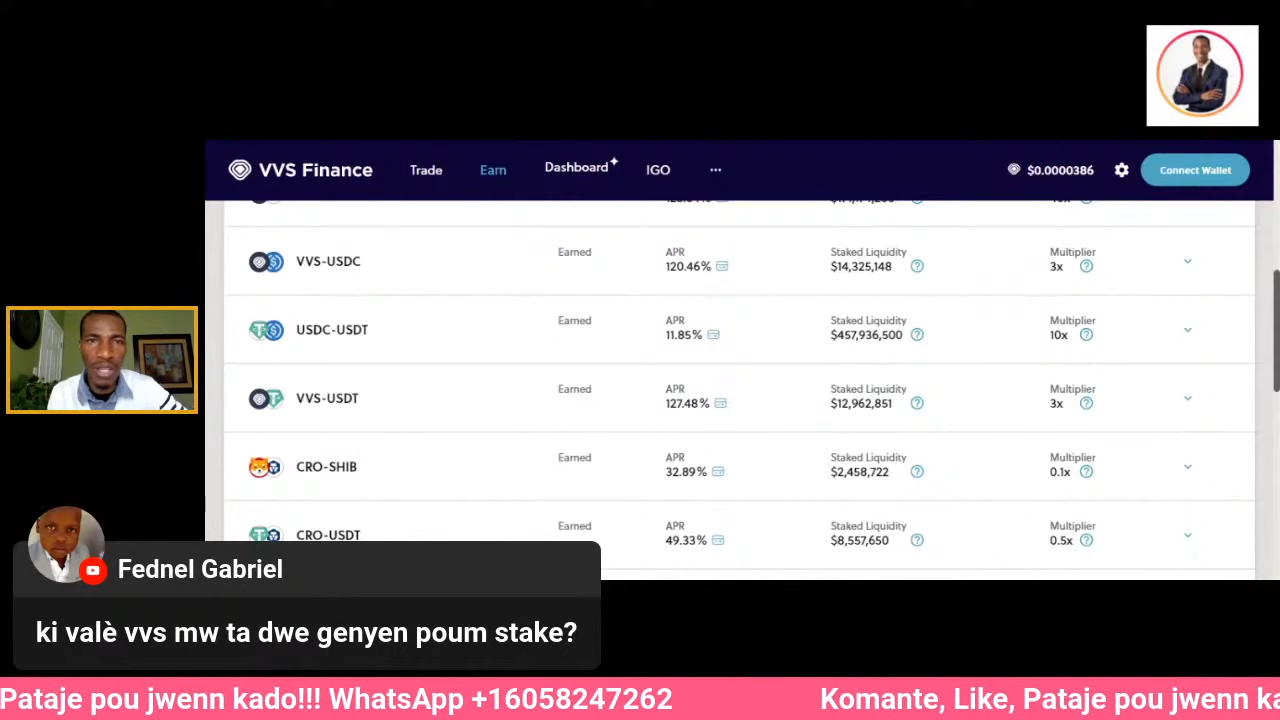 VVS Finance Trade Earn Dashboard IGO ... $0.0000386 Connect Wallet
VVS-USDC Earned APR 120.46% Staked Liquidity $14,325,148 Multiplier 3x
USDC-USDT Earned APR 11.85% Staked Liquidity $457,936,500 Multiplier 10x
VVS-USDT Earned APR 127.48% Staked Liquidity $12,962,851 Multiplier 3x
CRO-SHIB Earned APR 32.89% Staked Liquidity $2,458,722 Multiplier 0.1x
CRO-USDT Earned APR 49.33% Staked Liquidity $8,557,650 Multiplier 0.5x
Fednel Gabriel
ki valè vvs mw ta dwe genyen poum stake?
Pataje pou jwenn kado!!! WhatsApp +16058247262 Komante, Like, Pataje pou jwenn ka